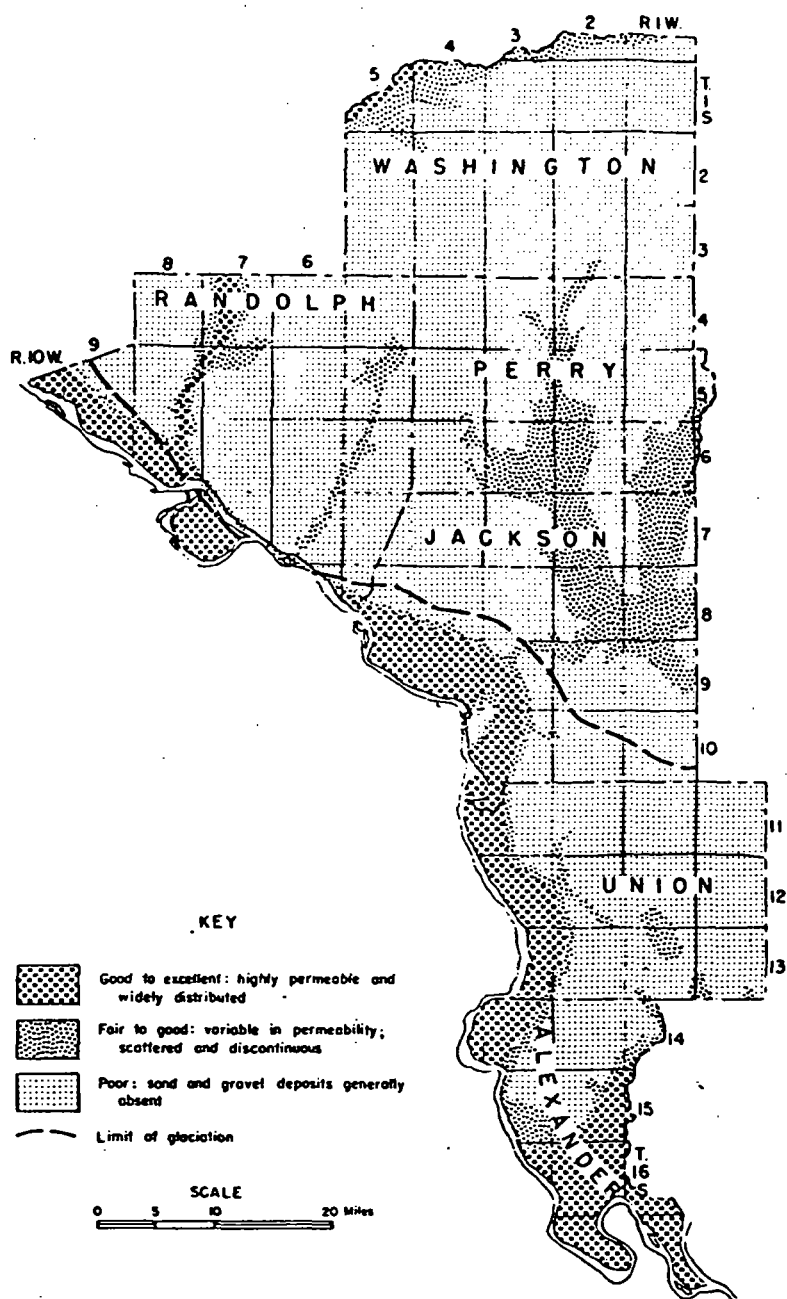 5 4 3 2 R I W.
T. I S
WASHINGTON
2
3
8 7 6
RANDOLPH
4
R. 10 W. 9
PERRY
5
6
JACKSON
7
8
9
10
11
UNION
12
13
KEY
Good to excellent: highly permeable and
widely distributed
Fair to good: variable in permeability;
scattered and discontinuous
Poor: sand and gravel deposits generally
absent
Limit of glaciation
ALEXANDER
14
15
T. 16 S.
SCALE
0 5 10 20 Miles